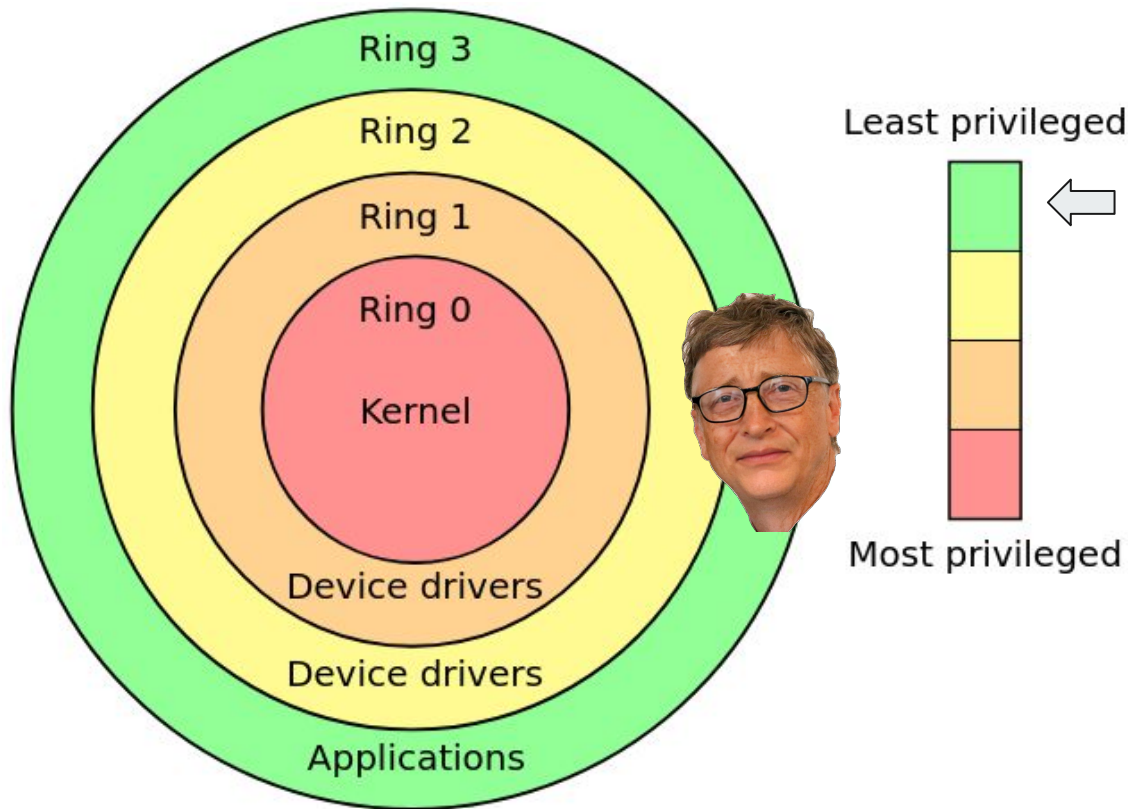 Ring 3
Ring 2
Ring 1
Ring 0
Kernel
Device drivers
Device drivers
Applications
Least privileged
Most privileged